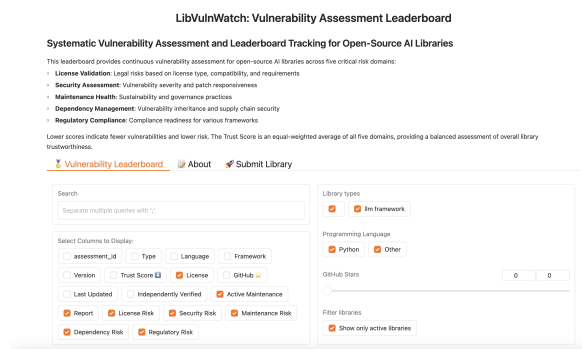 LibVulnWatch: Vulnerability Assessment Leaderboard
Systematic Vulnerability Assessment and Leaderboard Tracking for Open-Source AI Libraries
This leaderboard provides continuous vulnerability assessment for open-source AI libraries across five critical risk domains:
License Validation: Legal risks based on license type, compatibility, and requirements
Security Assessment: Vulnerability severity and patch responsiveness
Maintenance Health: Sustainability and governance practices
Dependency Management: Vulnerability inheritance and supply chain security
Regulatory Compliance: Compliance readiness for various frameworks
Lower scores indicate fewer vulnerabilities and lower risk. The Trust Score is an equal-weighted average of all five domains, providing a balanced assessment of overall library
trustworthiness.
🏅 Vulnerability Leaderboard 📝 About 🚀 Submit Library
Search
Separate multiple queries with ';'.
Select Columns to Display:
assessment_id Type Language Framework
Version Trust Score ⬇️ License GitHub ⭐
Last Updated Independently Verified Active Maintenance
Report License Risk Security Risk Maintenance Risk
Dependency Risk Regulatory Risk
Library types
llm framework
Programming Language
Python Other
GitHub Stars 0 0
Filter libraries
Show only active libraries